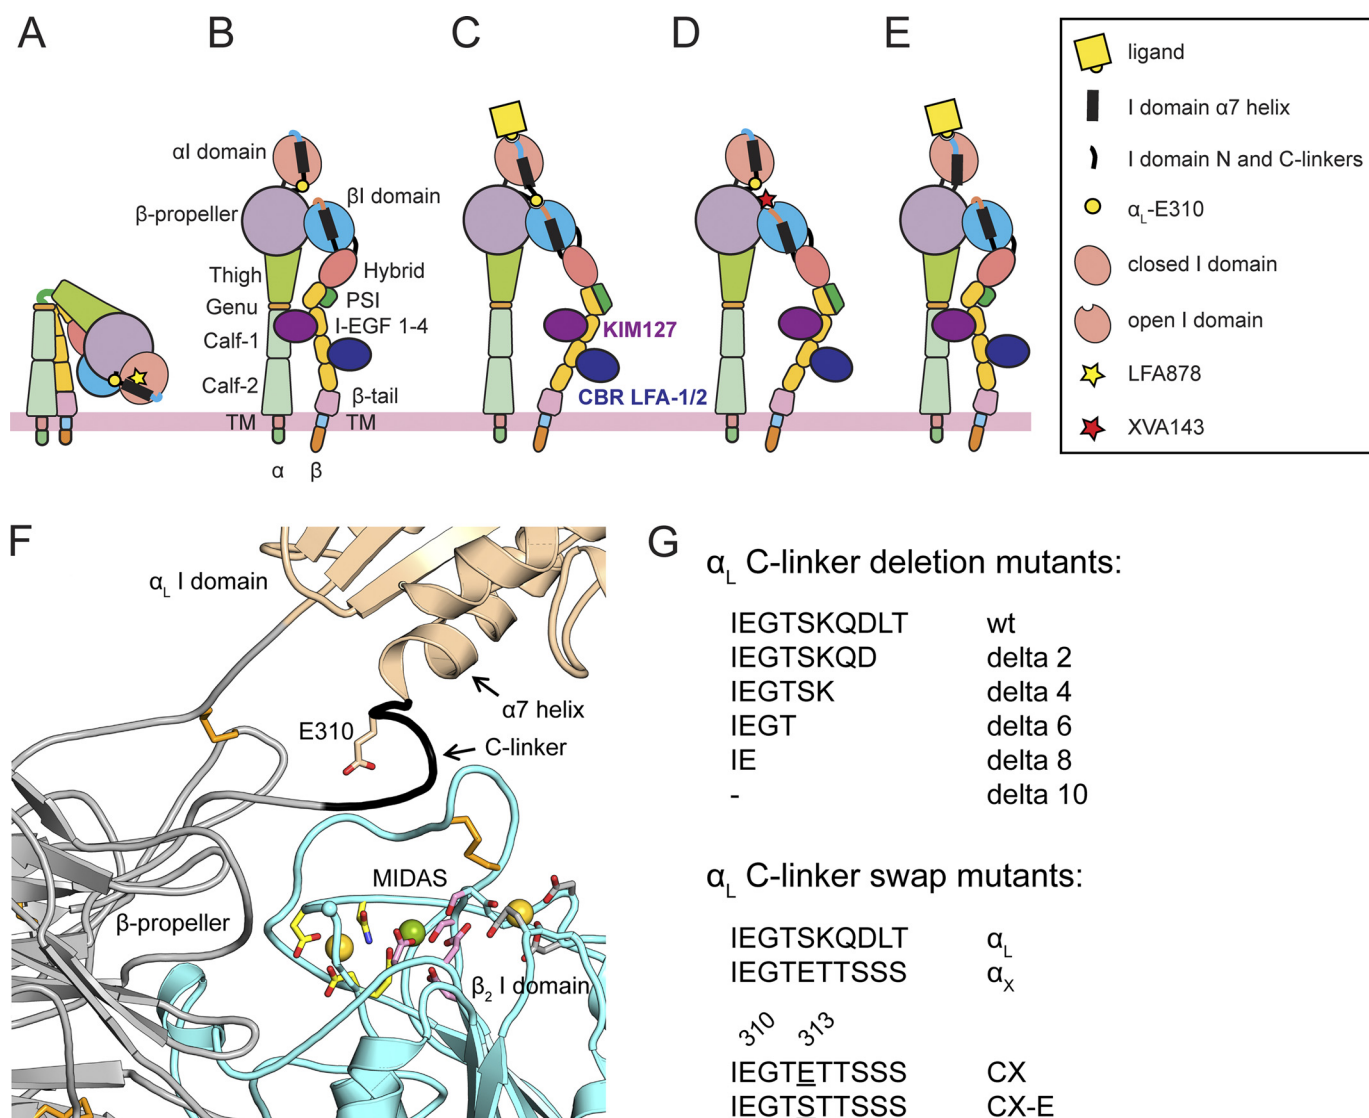 A
B
C
D
E
ligand
I domain α7 helix
I domain N and C-linkers
αL-E310
closed I domain
open I domain
LFA878
XVA143
αI domain
βI domain
β-propeller
Thigh
Hybrid
Genu
PSI
I-EGF 1-4
Calf-1
KIM127
Calf-2
β-tail
CBR LFA-1/2
TM
TM
α
β
F
αL I domain
α7 helix
E310
C-linker
MIDAS
β-propeller
β2 I domain
G
αL C-linker deletion mutants:
IEGTSKQDLT wt
IEGTSKQD delta 2
IEGTSK delta 4
IEGT delta 6
IE delta 8
- delta 10
αL C-linker swap mutants:
IEGTSKQDLT αL
IEGTETTSSS αX
310 313
IEGTETTSSS CX
IEGTSTTSSS CX-E